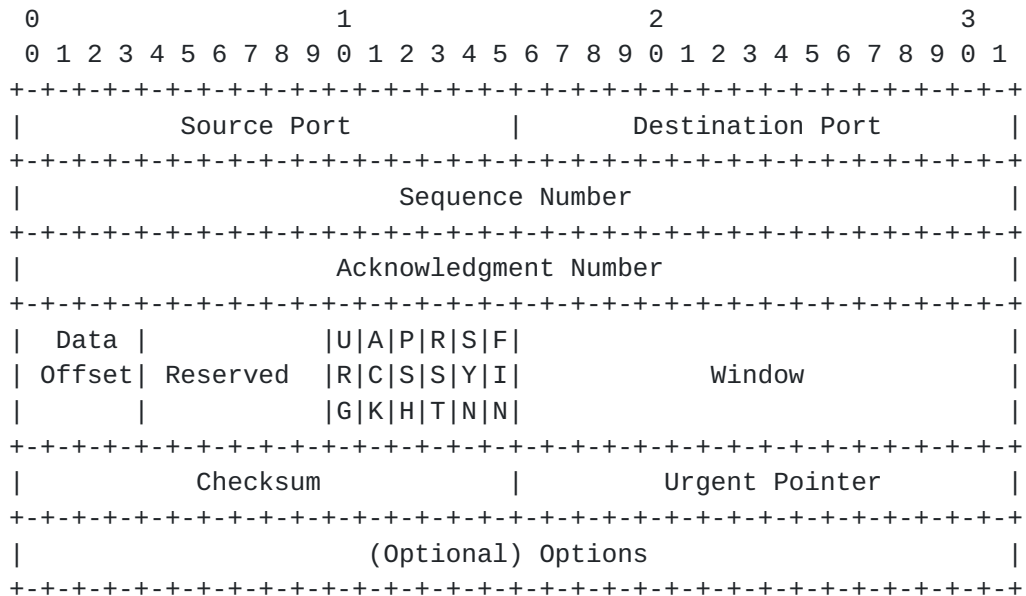 0                   1                   2                   3
 0 1 2 3 4 5 6 7 8 9 0 1 2 3 4 5 6 7 8 9 0 1 2 3 4 5 6 7 8 9 0 1
+-+-+-+-+-+-+-+-+-+-+-+-+-+-+-+-+-+-+-+-+-+-+-+-+-+-+-+-+-+-+-+-+
|          Source Port          |       Destination Port        |
+-+-+-+-+-+-+-+-+-+-+-+-+-+-+-+-+-+-+-+-+-+-+-+-+-+-+-+-+-+-+-+-+
|                        Sequence Number                        |
+-+-+-+-+-+-+-+-+-+-+-+-+-+-+-+-+-+-+-+-+-+-+-+-+-+-+-+-+-+-+-+-+
|                    Acknowledgment Number                      |
+-+-+-+-+-+-+-+-+-+-+-+-+-+-+-+-+-+-+-+-+-+-+-+-+-+-+-+-+-+-+-+-+
|  Data |           |U|A|P|R|S|F|                               |
| Offset| Reserved  |R|C|S|S|Y|I|            Window             |
|       |           |G|K|H|T|N|N|                               |
+-+-+-+-+-+-+-+-+-+-+-+-+-+-+-+-+-+-+-+-+-+-+-+-+-+-+-+-+-+-+-+-+
|           Checksum            |         Urgent Pointer        |
+-+-+-+-+-+-+-+-+-+-+-+-+-+-+-+-+-+-+-+-+-+-+-+-+-+-+-+-+-+-+-+-+
|                      (Optional) Options                       |
+-+-+-+-+-+-+-+-+-+-+-+-+-+-+-+-+-+-+-+-+-+-+-+-+-+-+-+-+-+-+-+-+